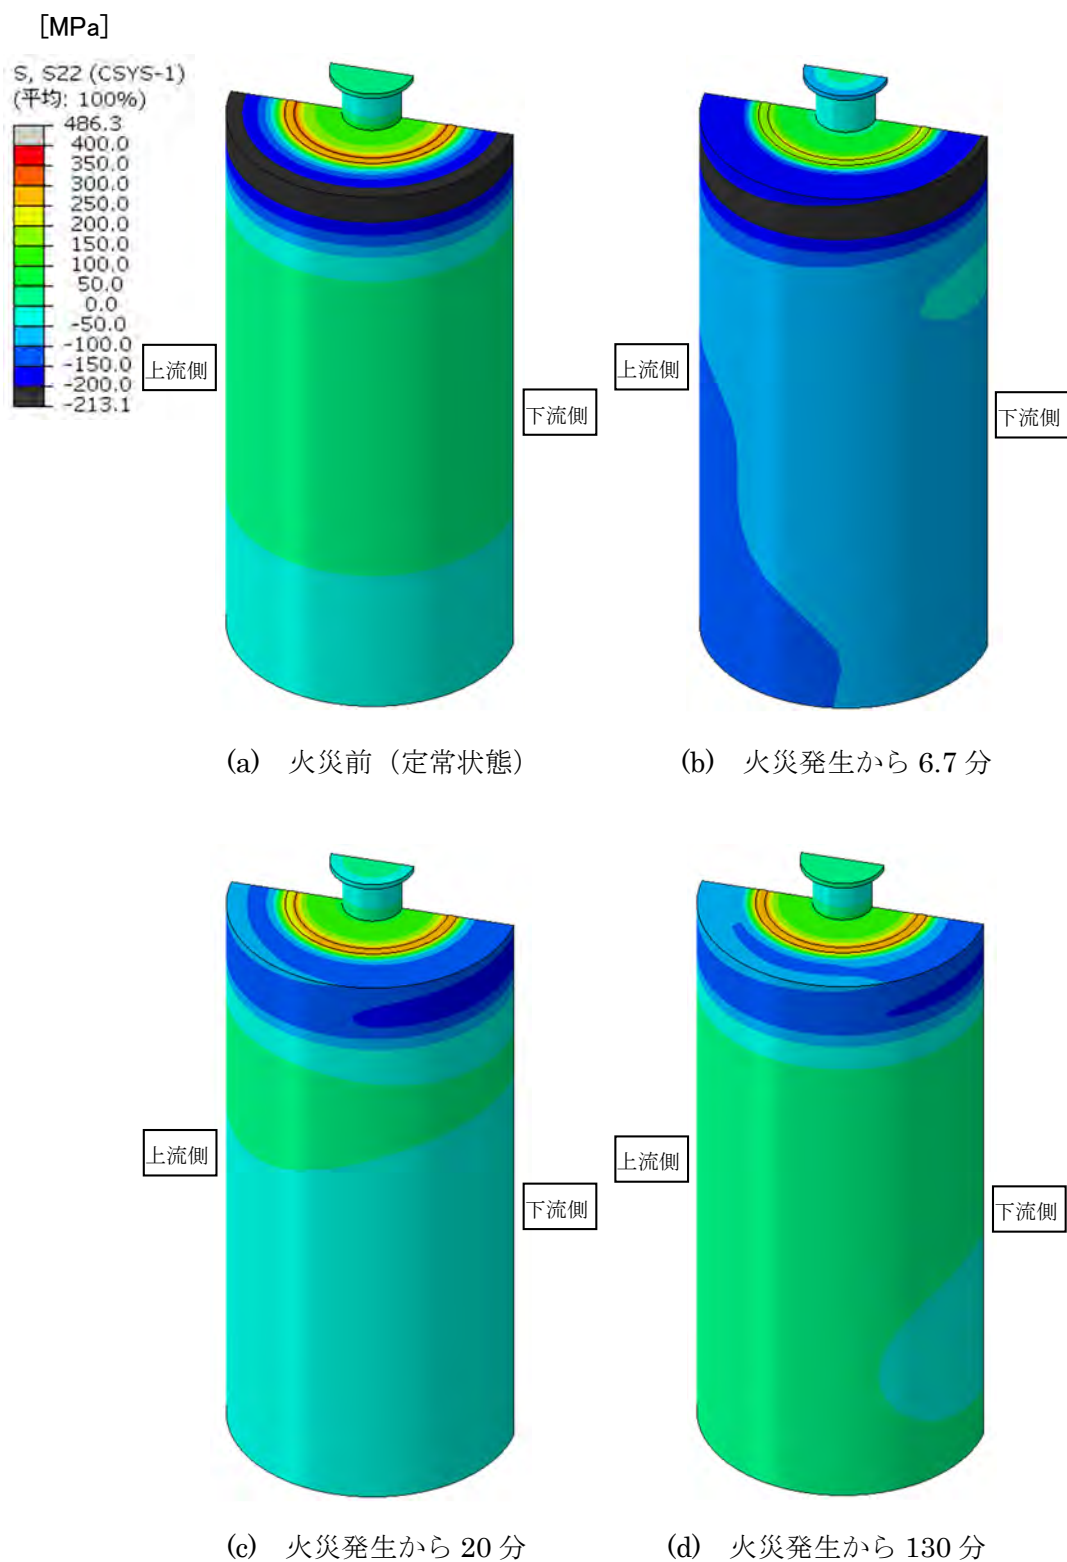 [MPa]
S, S22 (CSYS-1)
(平均: 100%)
486.3
400.0
350.0
300.0
250.0
200.0
150.0
100.0
50.0
0.0
-50.0
-100.0
-150.0
-200.0
-213.1
上流側
下流側
上流側
下流側
(a) 火災前（定常状態）
(b) 火災発生から 6.7 分
上流側
下流側
上流側
下流側
(c) 火災発生から 20 分
(d) 火災発生から 130 分